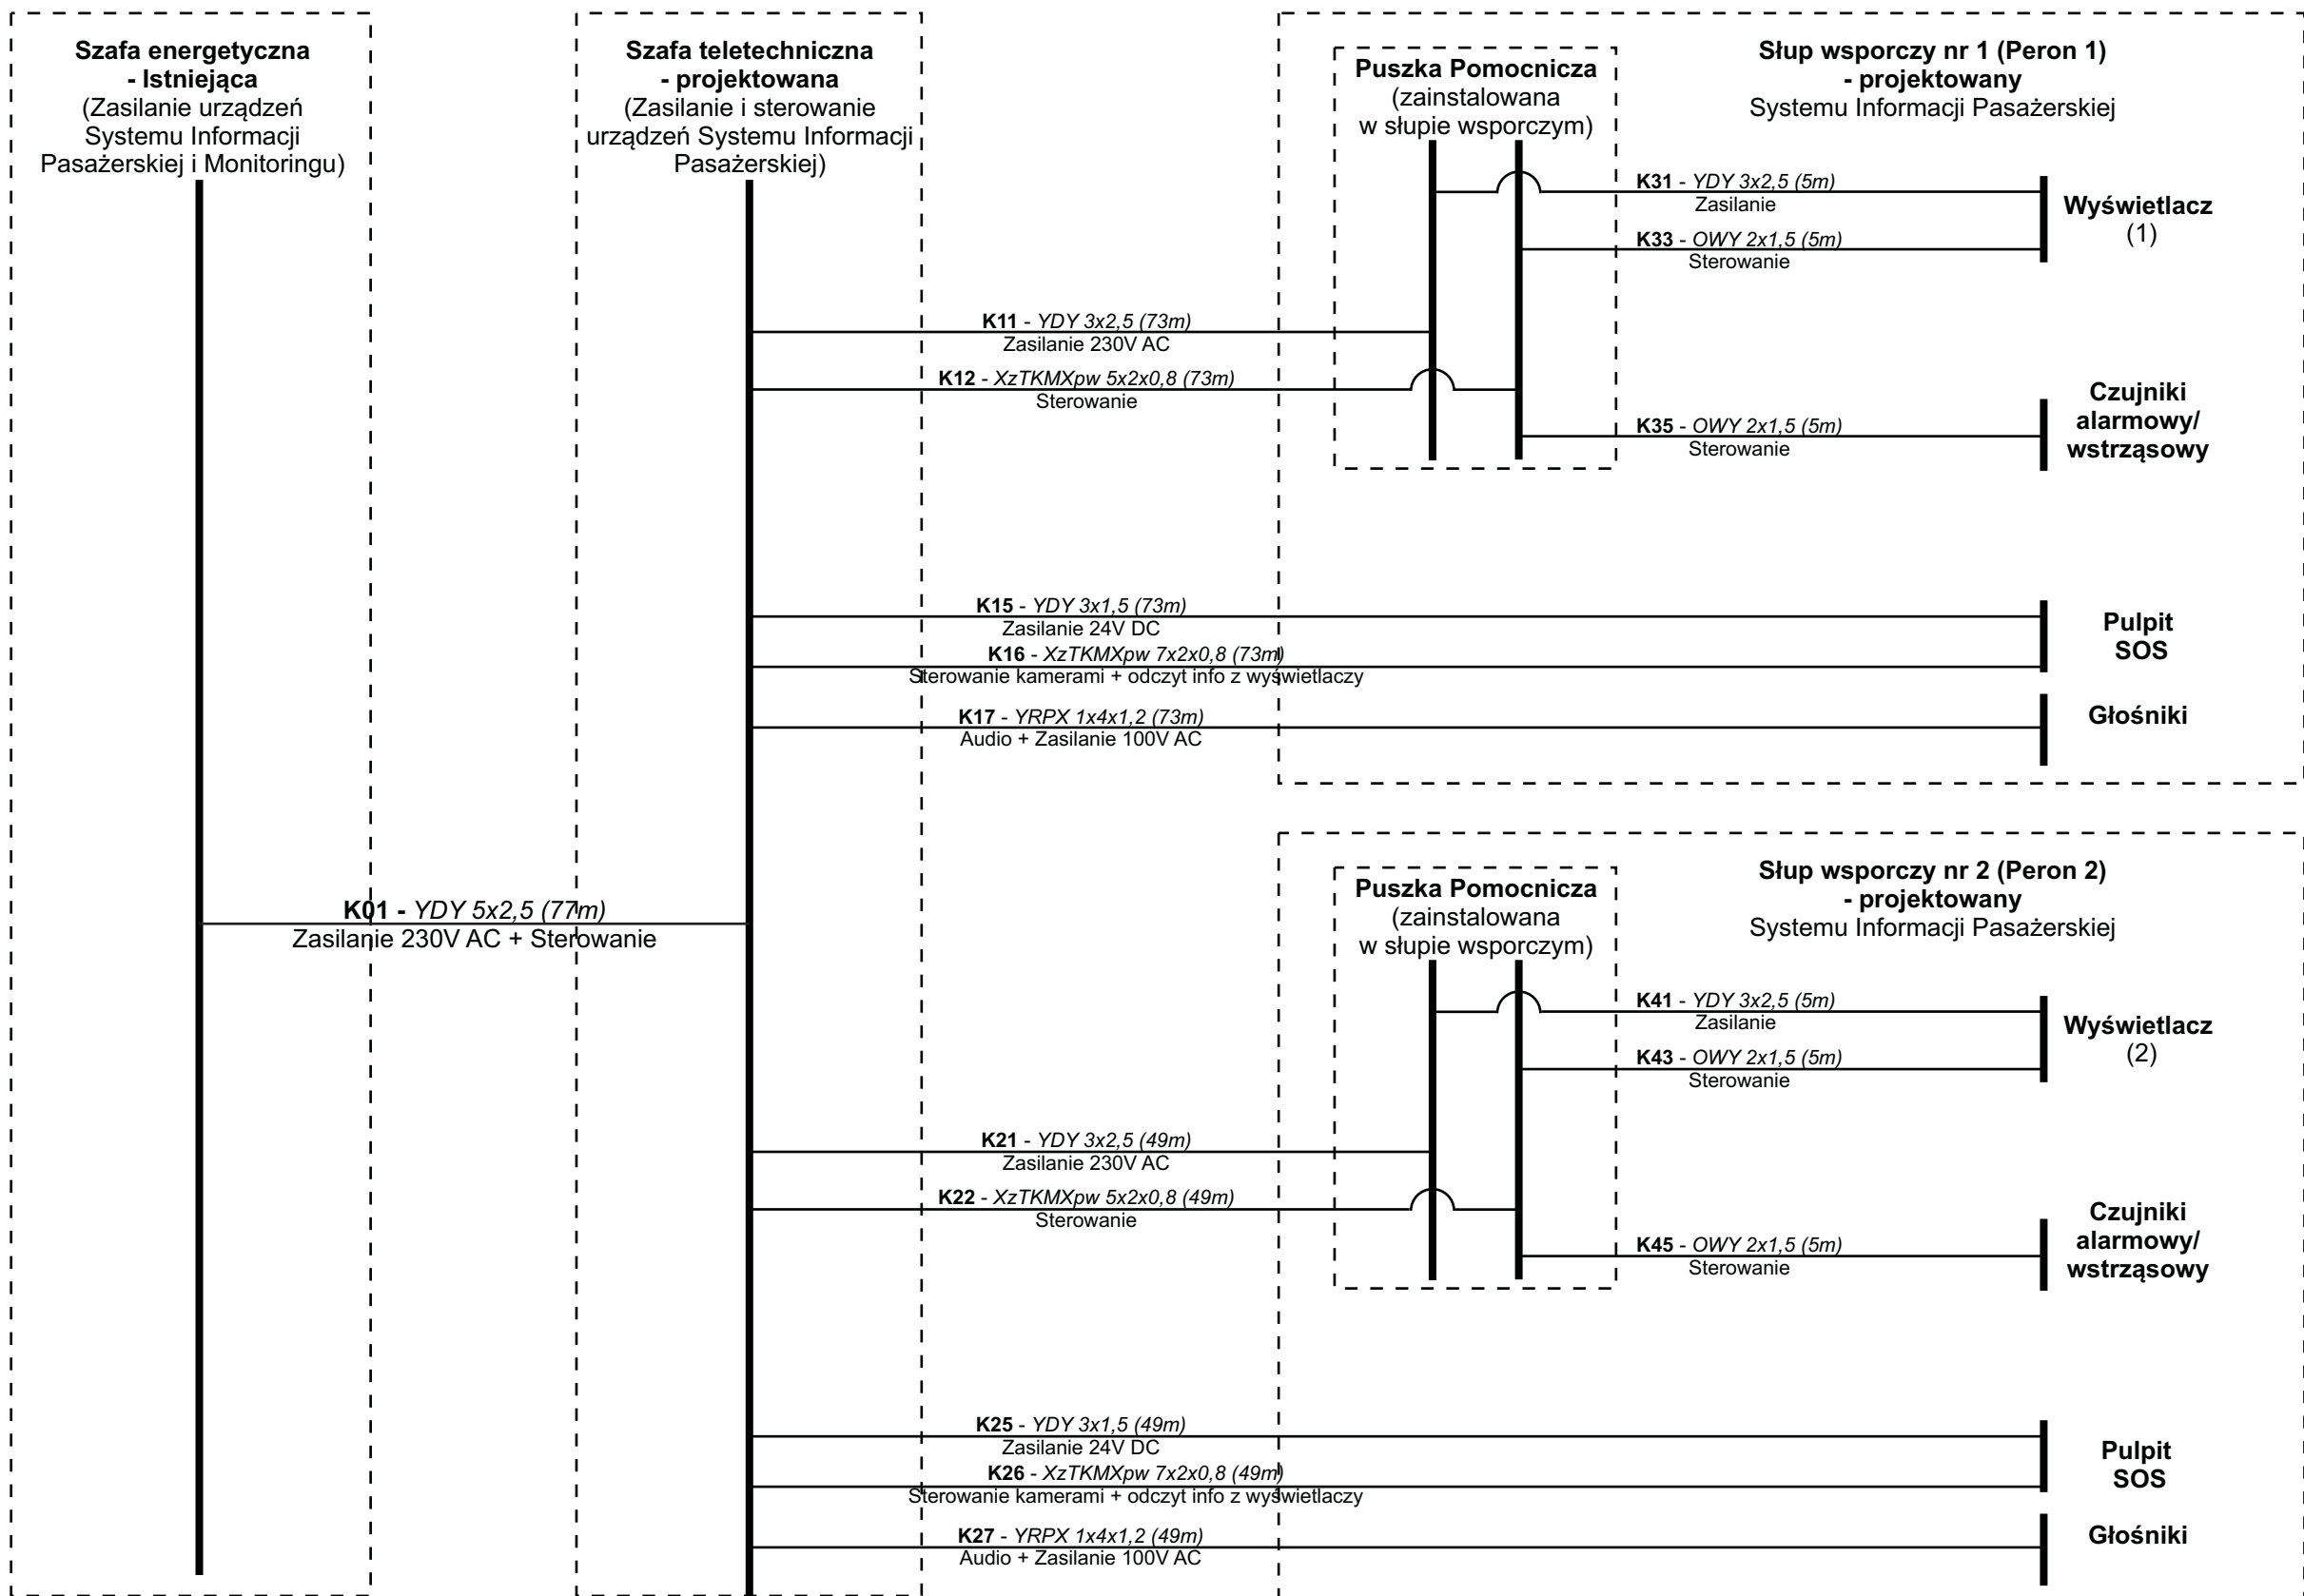 Szafa energetyczna
- Istniejąca
(Zasilanie urządzeń
Systemu Informacji
Pasażerskiej i Monitoringu)
Szafa teletechniczna
- projektowana
(Zasilanie i sterowanie
urządzeń Systemu Informacji
Pasażerskiej)
K01 - YDY 5x2,5 (77m)
Zasilanie 230V AC + Sterowanie
Puszka Pomocnicza
(zainstalowana
w słupie wsporczym)
Słup wsporczy nr 1 (Peron 1)
- projektowany
Systemu Informacji Pasażerskiej
K31 - YDY 3x2,5 (5m)
Zasilanie
K33 - OWY 2x1,5 (5m)
Sterowanie
Wyświetlacz
(1)
K11 - YDY 3x2,5 (73m)
Zasilanie 230V AC
K12 - XzTKMXpw 5x2x0,8 (73m)
Sterowanie
K35 - OWY 2x1,5 (5m)
Sterowanie
Czujniki
alarmowy/
wstrząsowy
K15 - YDY 3x1,5 (73m)
Zasilanie 24V DC
K16 - XzTKMXpw 7x2x0,8 (73m)
Sterowanie kamerami + odczyt info z wyświetlaczy
Pulpit
SOS
K17 - YRPX 1x4x1,2 (73m)
Audio + Zasilanie 100V AC
Głośniki
Puszka Pomocnicza
(zainstalowana
w słupie wsporczym)
Słup wsporczy nr 2 (Peron 2)
- projektowany
Systemu Informacji Pasażerskiej
K41 - YDY 3x2,5 (5m)
Zasilanie
K43 - OWY 2x1,5 (5m)
Sterowanie
Wyświetlacz
(2)
K21 - YDY 3x2,5 (49m)
Zasilanie 230V AC
K22 - XzTKMXpw 5x2x0,8 (49m)
Sterowanie
K45 - OWY 2x1,5 (5m)
Sterowanie
Czujniki
alarmowy/
wstrząsowy
K25 - YDY 3x1,5 (49m)
Zasilanie 24V DC
K26 - XzTKMXpw 7x2x0,8 (49m)
Sterowanie kamerami + odczyt info z wyświetlaczy
Pulpit
SOS
K27 - YRPX 1x4x1,2 (49m)
Audio + Zasilanie 100V AC
Głośniki